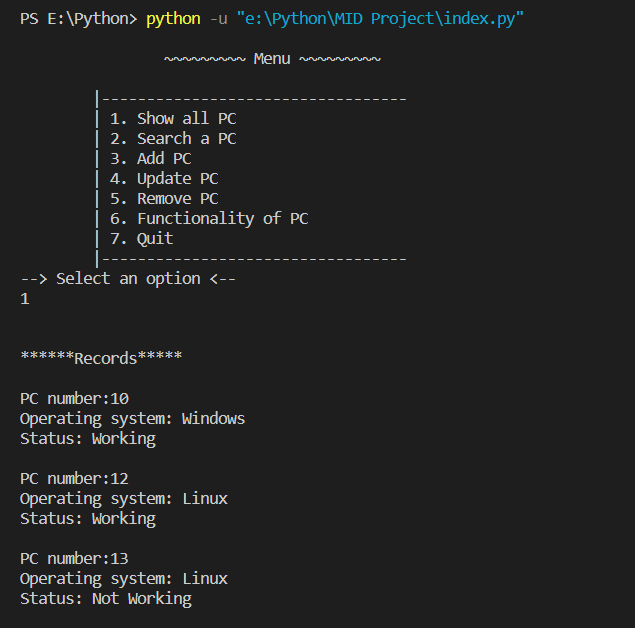 PS E:\Python> python -u "e:\Python\MID Project\index.py"
~~~~~~~~~ Menu ~~~~~~~~~
|----------------------------------
| 1. Show all PC
| 2. Search a PC
| 3. Add PC
| 4. Update PC
| 5. Remove PC
| 6. Functionality of PC
| 7. Quit
|----------------------------------
--> Select an option <--
1
******Records*****
PC number:10
Operating system: Windows
Status: Working
PC number:12
Operating system: Linux
Status: Working
PC number:13
Operating system: Linux
Status: Not Working